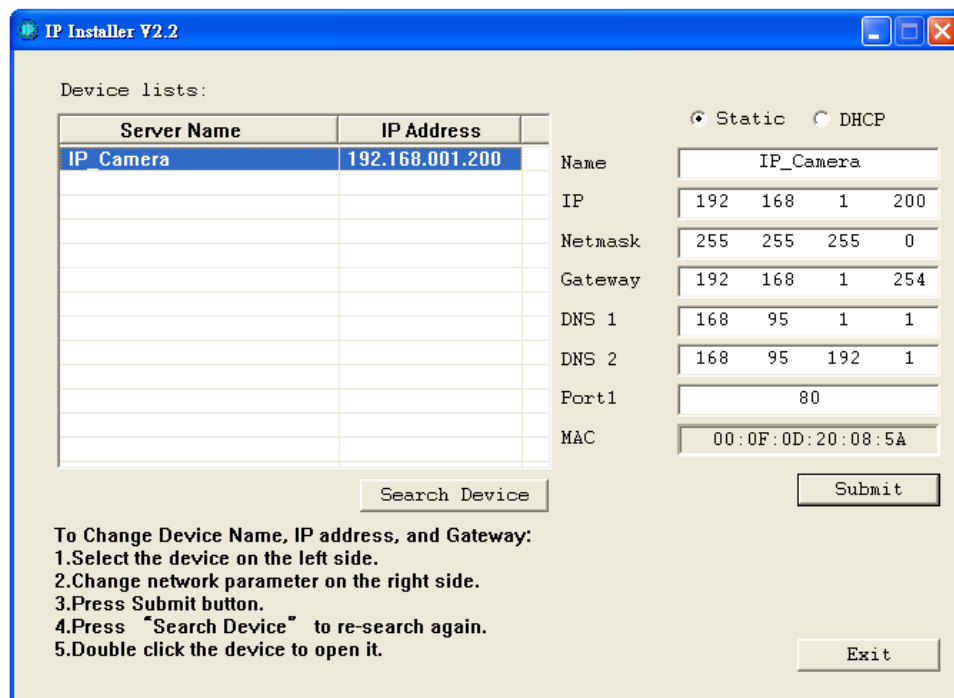 IP Installer V2.2
Device lists:
Server Name IP Address
IP_Camera 192.168.001.200
Static DHCP
Name IP_Camera
IP 192 168 1 200
Netmask 255 255 255 0
Gateway 192 168 1 254
DNS 1 168 95 1 1
DNS 2 168 95 192 1
Port1 80
MAC 00:0F:0D:20:08:5A
Search Device
Submit
To Change Device Name, IP address, and Gateway:
1.Select the device on the left side.
2.Change network parameter on the right side.
3.Press Submit button.
4.Press “Search Device” to re-search again.
5.Double click the device to open it.
Exit